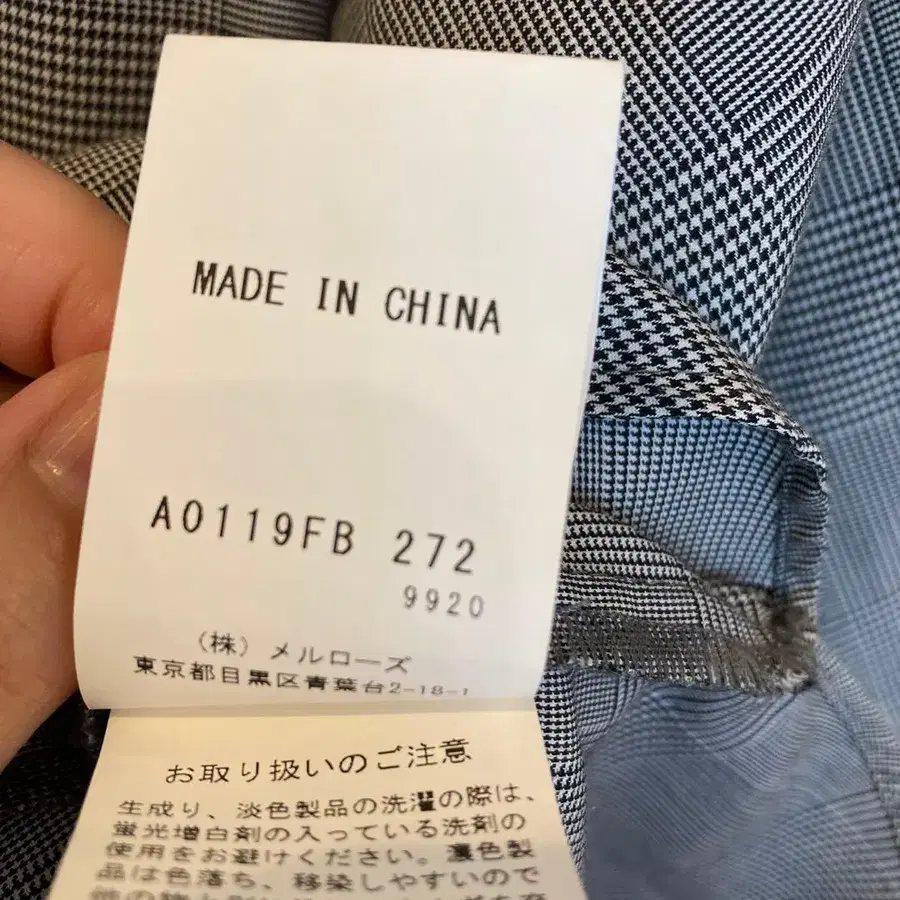 MADE IN CHINA
A0119FB 272
9920
（株）メルローズ
東京都目黒区青葉台2-18-1
お取り扱いのご注意
生成り、淡色製品の洗濯の際は、
蛍光増白剤の入っている洗剤の
使用をお避けください。濃色製
品は色落ち、移染しやすいので